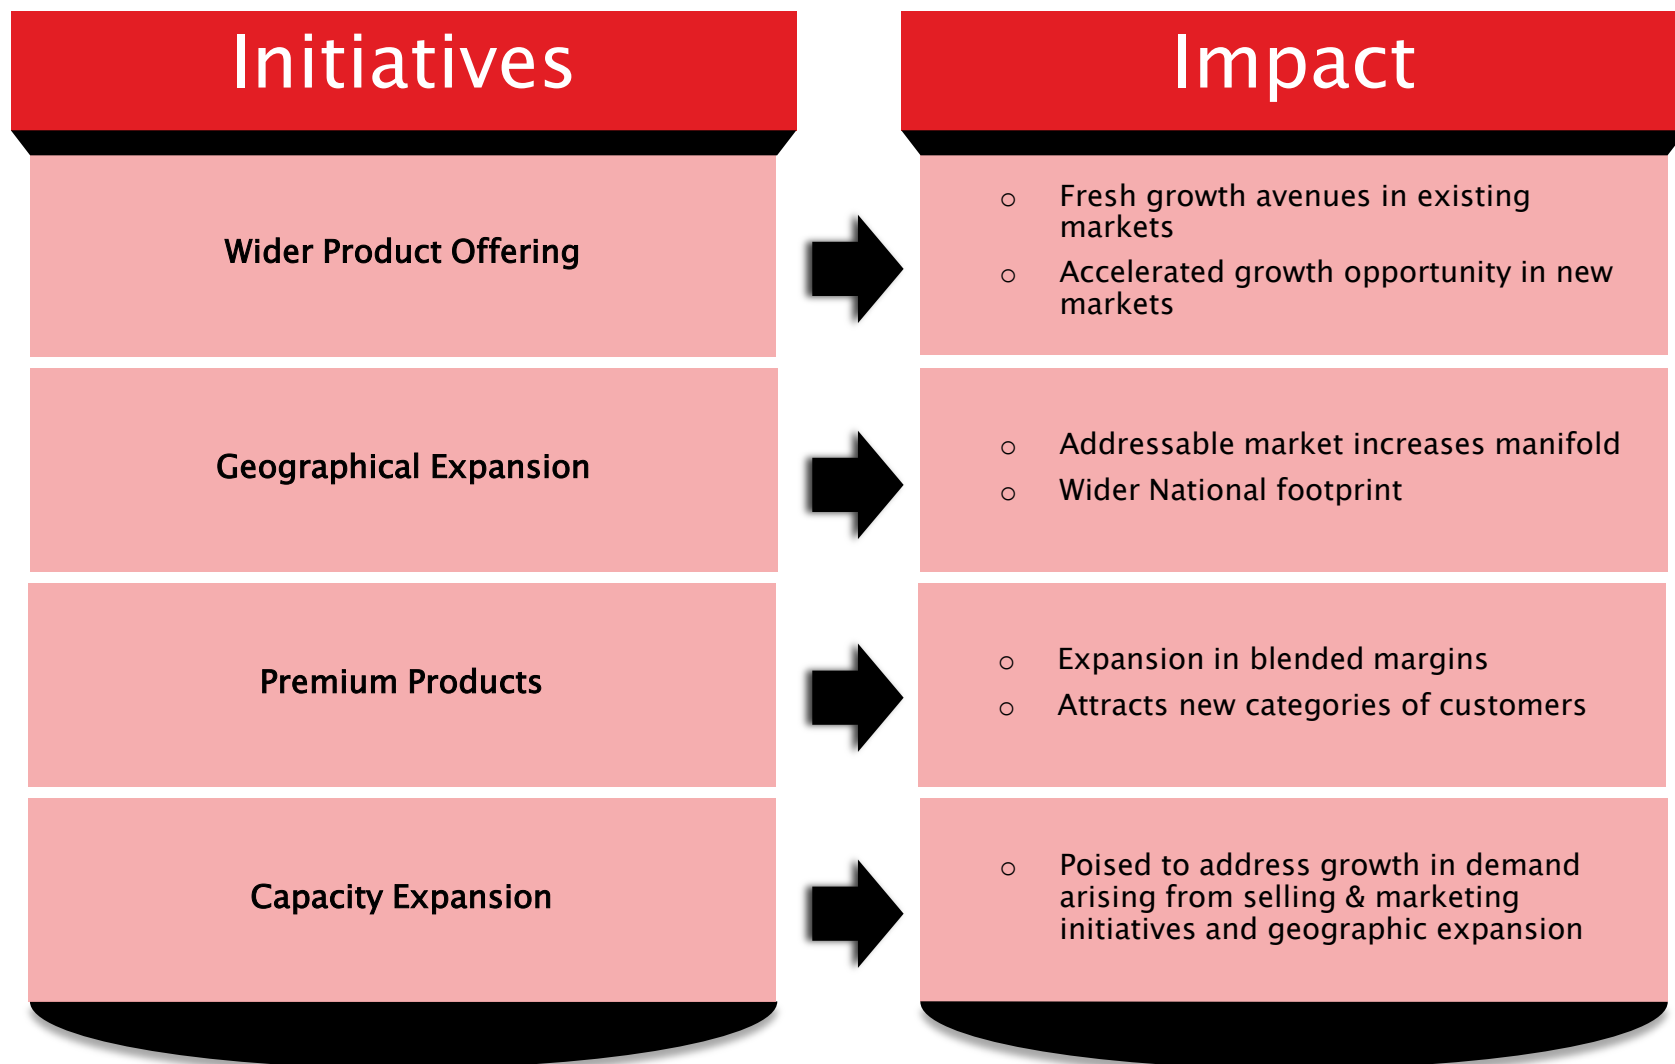 Initiatives
Impact
Wider Product Offering
o Fresh growth avenues in existing
markets
o Accelerated growth opportunity in new
markets
Geographical Expansion
o Addressable market increases manifold
o Wider National footprint
Premium Products
o Expansion in blended margins
o Attracts new categories of customers
Capacity Expansion
o Poised to address growth in demand
arising from selling & marketing
initiatives and geographic expansion